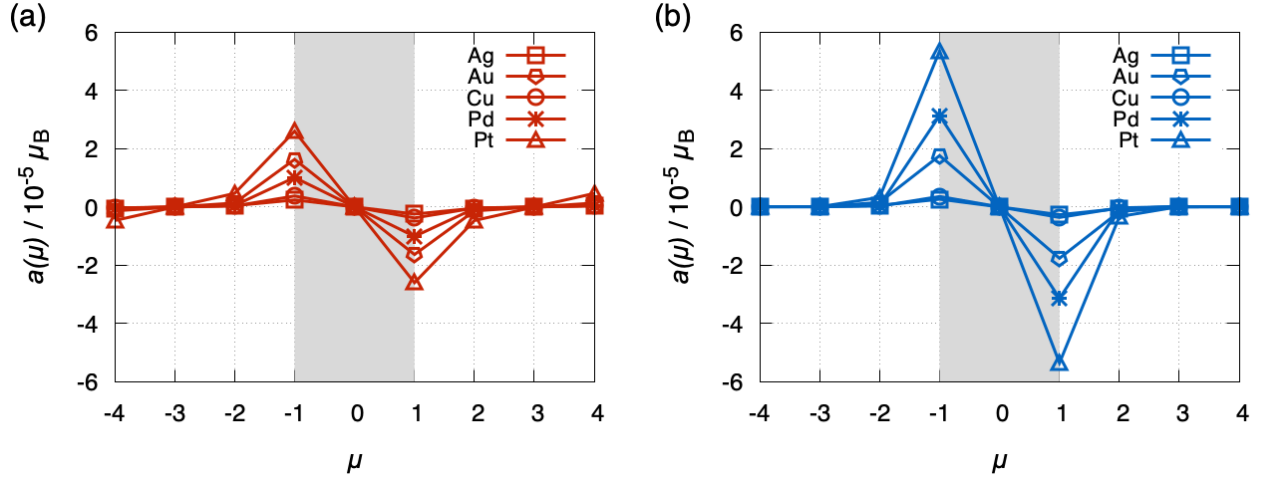 (a)
6
4
2
0
-2
-4
-6
a(μ) / 10⁻⁵ μB
Ag
Au
Cu
Pd
Pt
-4 -3 -2 -1 0 1 2 3 4
μ
(b)
6
4
2
0
-2
-4
-6
a(μ) / 10⁻⁵ μB
Ag
Au
Cu
Pd
Pt
-4 -3 -2 -1 0 1 2 3 4
μ